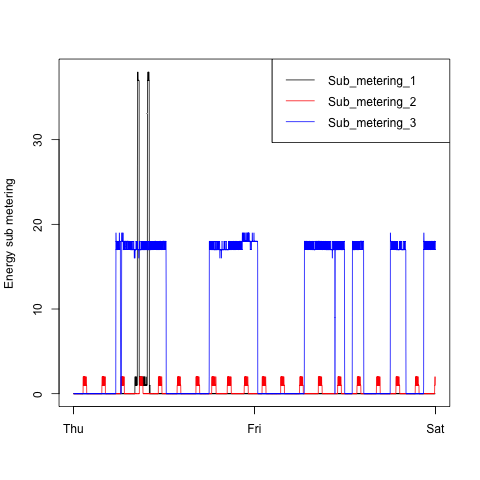 Sub_metering_1
Sub_metering_2
Sub_metering_3
Energy sub metering
30
20
10
0
Thu
Fri
Sat